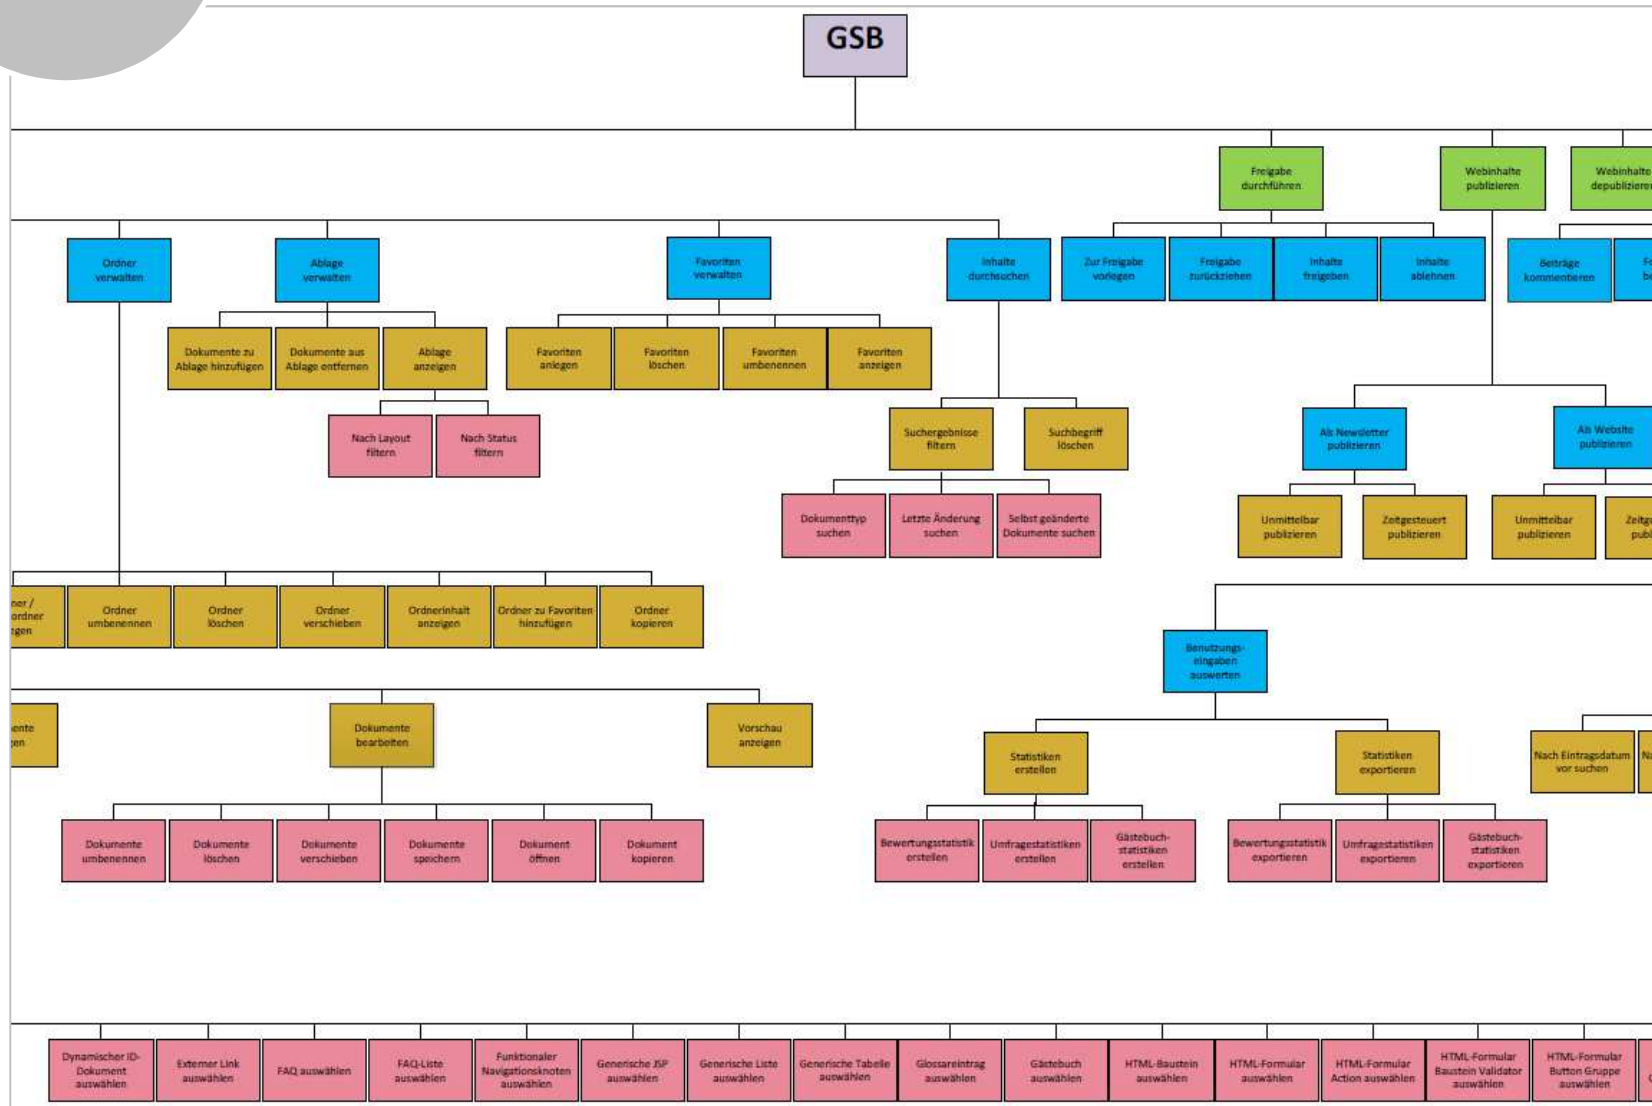 GSB
Freigabe
durchführen
Webinhalte
publizieren
Webinhalte
Ordner
verwalten
Ablage
verwalten
Favoriten
verwalten
Inhalte
durchsuchen
Zur Freigabe
vorlegen
Freigabe
zurückziehen
Inhalte
freigeben
Inhalte
ablehnen
Beiträge
kommentieren
Dokumente zu
Ablage hinzufügen
Dokumente aus
Ablage entfernen
Ablage
anzeigen
Favoriten
anlegen
Favoriten
löschen
Favoriten
umbenennen
Favoriten
anzeigen
Nach Layout
filtern
Nach Status
filtern
Suchergebnisse
filtern
Suchbegriff
löschen
Als Newsletter
publizieren
Als Website
publizieren
Dokumenttyp
suchen
Letzte Änderung
suchen
Selbst geänderte
Dokumente suchen
Unmittelbar
publizieren
Zeitgesteuert
publizieren
Unmittelbar
publizieren
Ordner
umbenennen
Ordner
löschen
Ordner
verschieben
Ordnerinhalt
anzeigen
Ordner zu Favoriten
hinzufügen
Ordner
kopieren
Benutzungs-
eingaben
auswerten
Dokumente
bearbeiten
Vorschau
anzeigen
Statistiken
erstellen
Statistiken
exportieren
Nach Eintragsdatum
vor suchen
Dokumente
umbenennen
Dokumente
löschen
Dokumente
verschieben
Dokumente
speichern
Dokument
öffnen
Dokument
kopieren
Bewertungsstatistik
erstellen
Umfragestatistiken
erstellen
Gästebuch-
statistiken
erstellen
Bewertungsstatistik
exportieren
Umfragestatistiken
exportieren
Gästebuch-
statistiken
exportieren
Dynamischer ID-
Dokument
auswählen
Externer Link
auswählen
FAQ auswählen
FAQ-Liste
auswählen
Funktionaler
Navigationsknoten
auswählen
Generische JSP
auswählen
Generische Liste
auswählen
Generische Tabelle
auswählen
Glossareintrag
auswählen
Gästebuch
auswählen
HTML-Baustein
auswählen
HTML-Formular
auswählen
HTML-Formular
Action auswählen
HTML-Formular
Baustein Validator
auswählen
HTML-Formular
Button Gruppe
auswählen